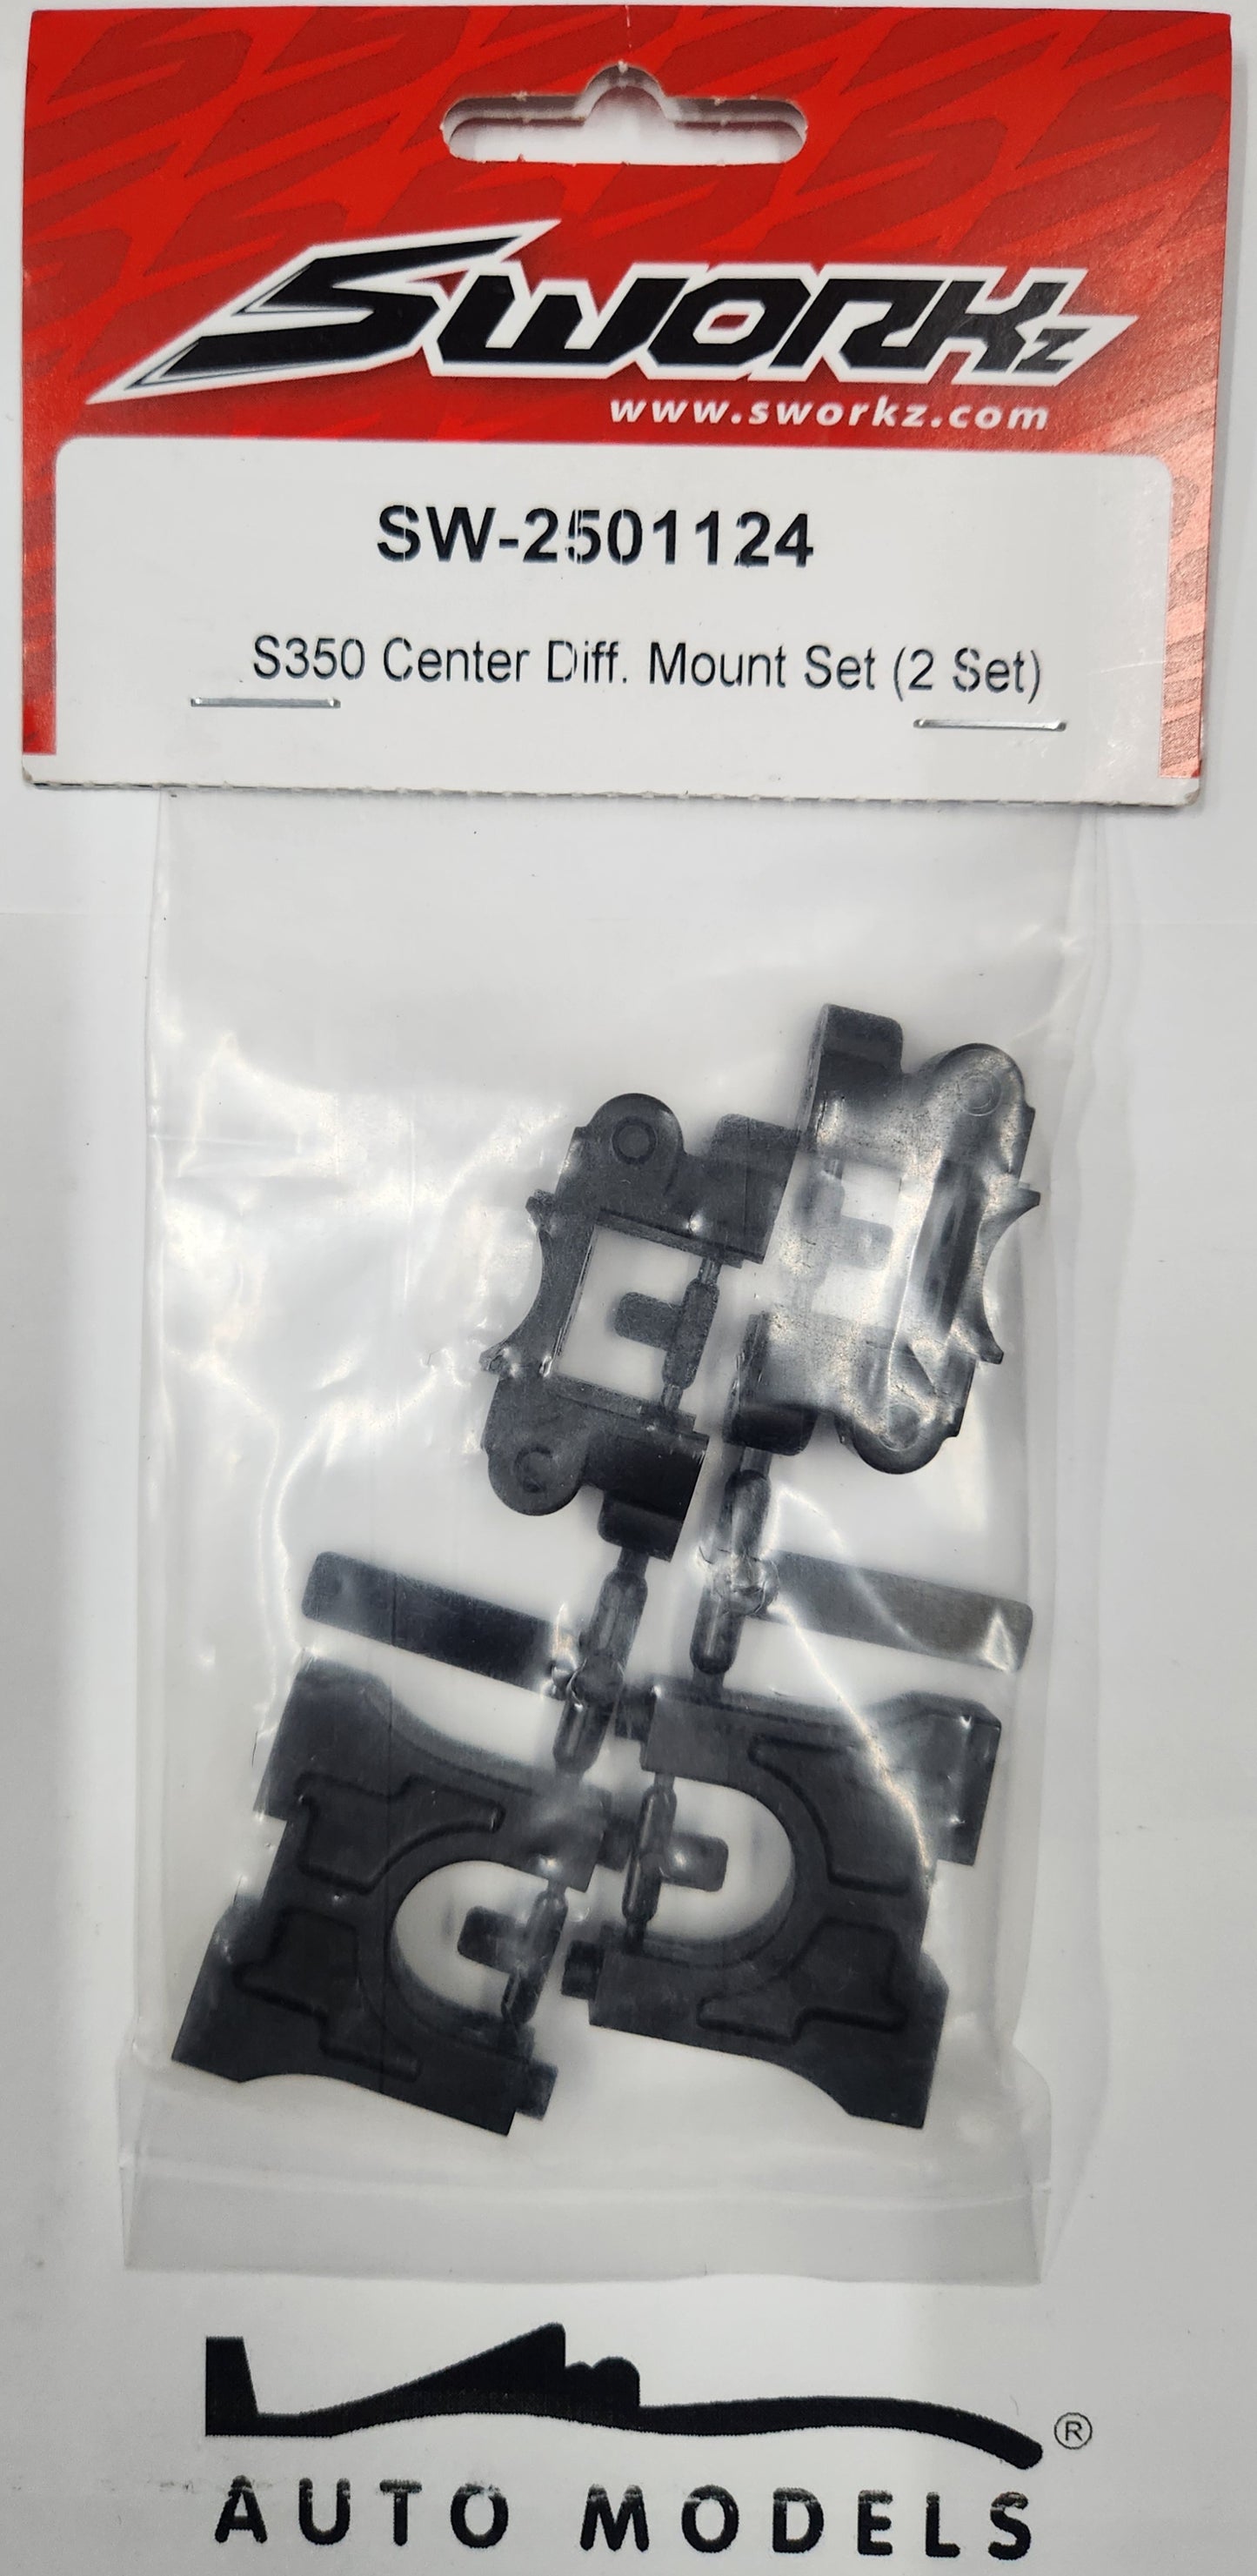 SWORKz
www.sworkz.com
SW-2501124
S350 Center Diff. Mount Set (2 Set)
®
AUTO MODELS